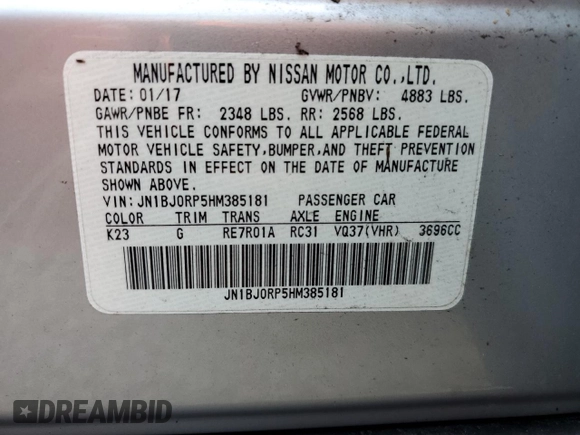 MANUFACTURED BY NISSAN MOTOR CO.,LTD.
DATE: 01/17 GVWR/PNBV: 4883 LBS.
GAWR/PNBE FR: 2348 LBS. RR: 2568 LBS.
THIS VEHICLE CONFORMS TO ALL APPLICABLE FEDERAL
MOTOR VEHICLE SAFETY,BUMPER,AND THEFT PREVENTION
STANDARDS IN EFFECT ON THE DATE OF MANUFACTURE
SHOWN ABOVE.
VIN: JN1BJ0RP5HM385181 PASSENGER CAR
COLOR TRIM TRANS AXLE ENGINE
K23 G RE7R01A RC31 VQ37(VHR) 3696CC
JN1BJ0RP5HM385181
DREAMBID